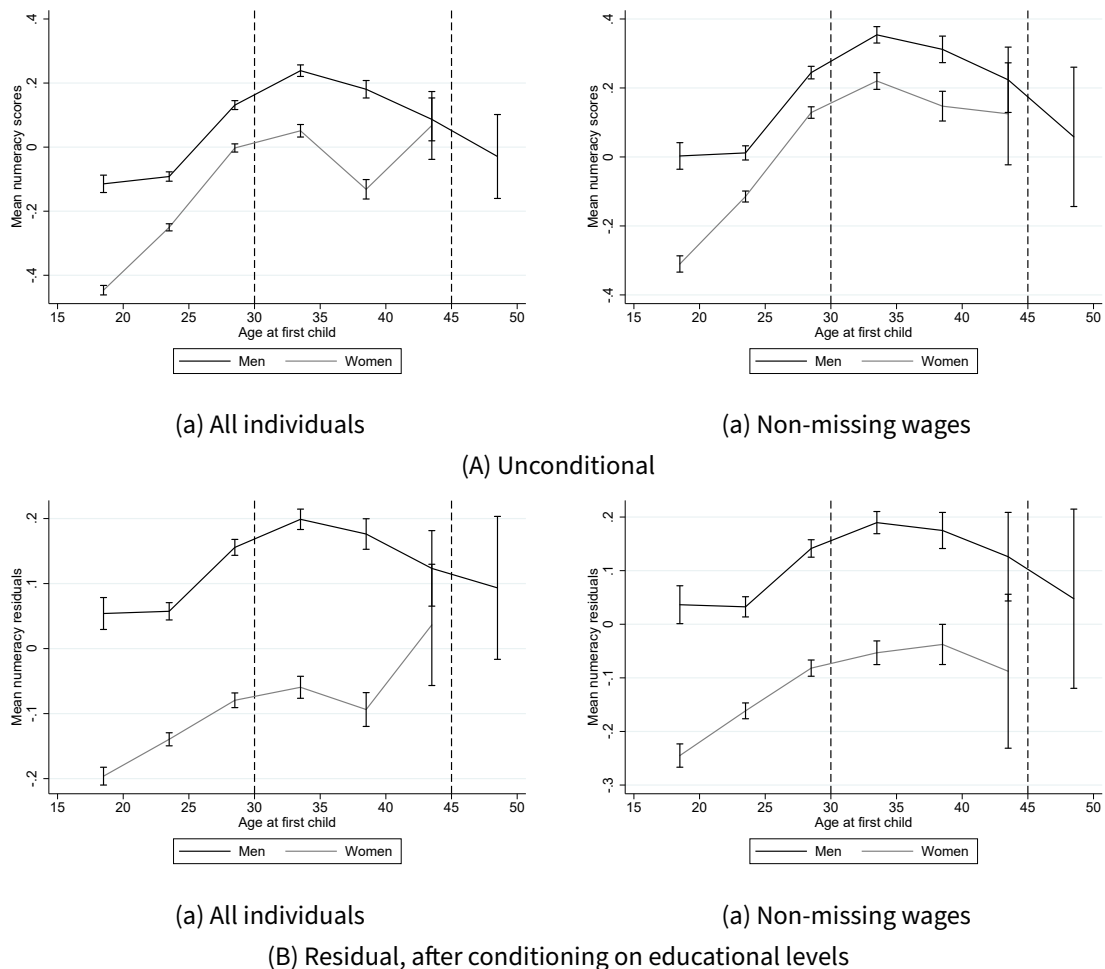 Mean numeracy scores
.4
.2
0
-.2
-.4
15 20 25 30 35 40 45 50
Age at first child
Men Women
(a) All individuals
Mean numeracy scores
.4
.2
0
-.2
-.4
15 20 25 30 35 40 45 50
Age at first child
Men Women
(a) Non-missing wages
(A) Unconditional
Mean numeracy residuals
.2
.1
0
-.1
-.2
15 20 25 30 35 40 45 50
Age at first child
Men Women
(a) All individuals
Mean numeracy residuals
.2
.1
0
-.1
-.2
-.3
15 20 25 30 35 40 45 50
Age at first child
Men Women
(a) Non-missing wages
(B) Residual, after conditioning on educational levels